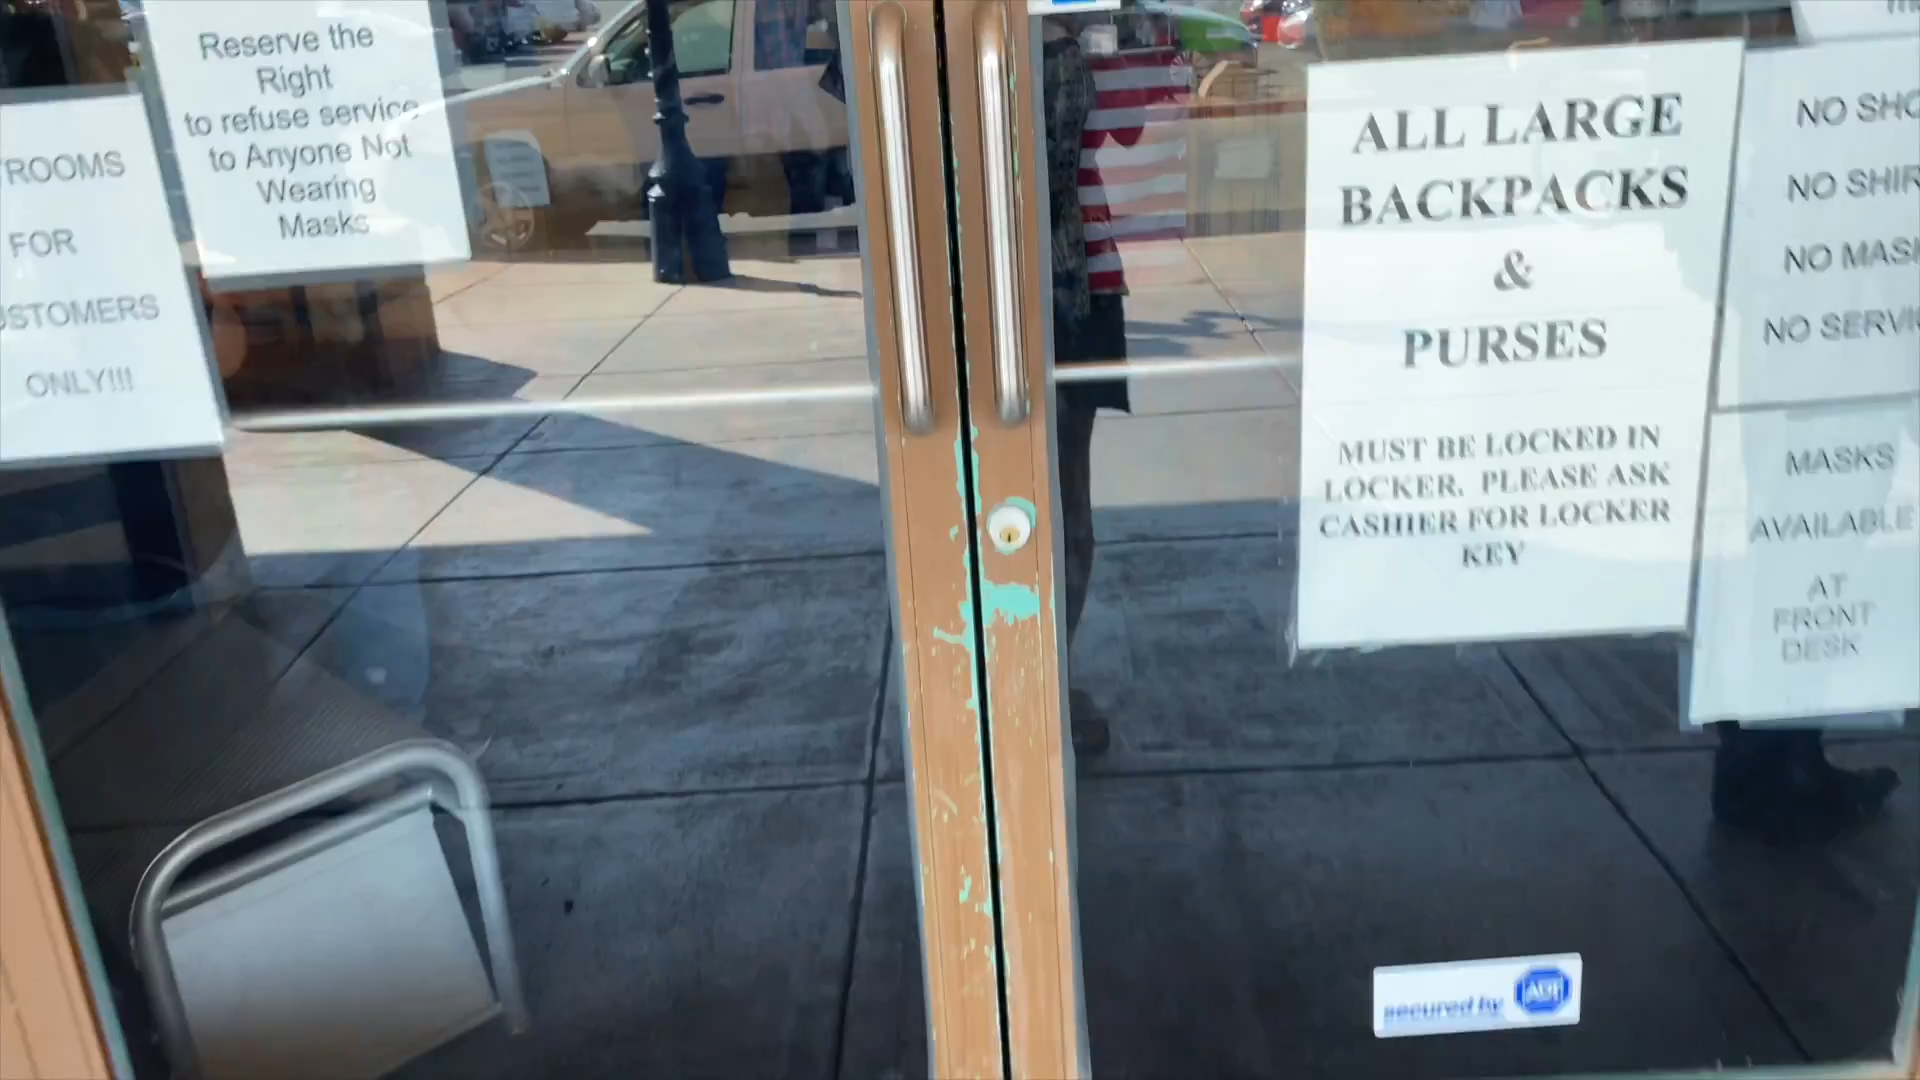 Reserve the
Right
to refuse service
to Anyone Not
Wearing
Masks
ROOMS
FOR
USTOMERS
ONLY!!!
ALL LARGE
BACKPACKS
&
PURSES
MUST BE LOCKED IN
LOCKER. PLEASE ASK
CASHIER FOR LOCKER
KEY
NO SHO
NO SHIR
NO MAS
NO SERVIC
MASKS
AVAILABLE
AT
FRONT
DESK
secured by ADT